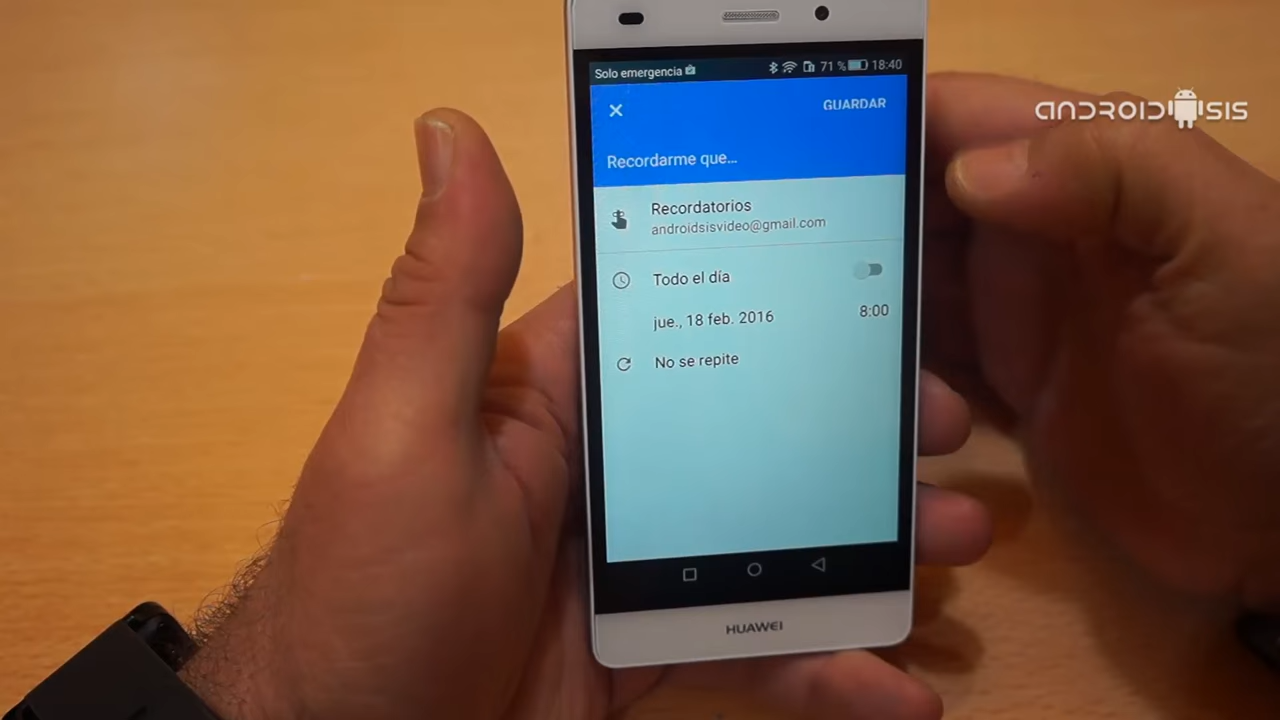 Solo emergencia
71 %
18:40
GUARDAR
ANDROIDSIS
Recordarme que...
Recordatorios
androidsisvideo@gmail.com
Todo el día
jue., 18 feb. 2016
8:00
No se repite
HUAWEI